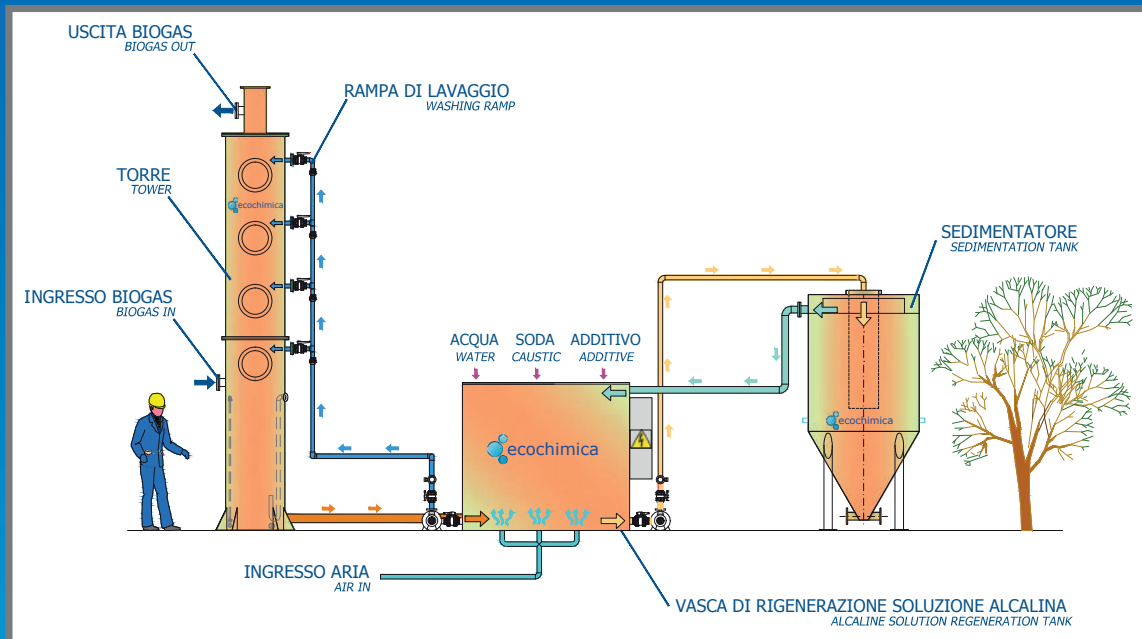 USCITA BIOGAS
BIOGAS OUT
RAMPA DI LAVAGGIO
WASHING RAMP
TORRE
TOWER
ecochimica
SEDIMENTATORE
SEDIMENTATION TANK
INGRESSO BIOGAS
BIOGAS IN
ACQUA SODA ADDITIVO
WATER CAUSTIC ADDITIVE
ecochimica
ecochimica
INGRESSO ARIA
AIR IN
VASCA DI RIGENERAZIONE SOLUZIONE ALCALINA
ALCALINE SOLUTION REGENERATION TANK